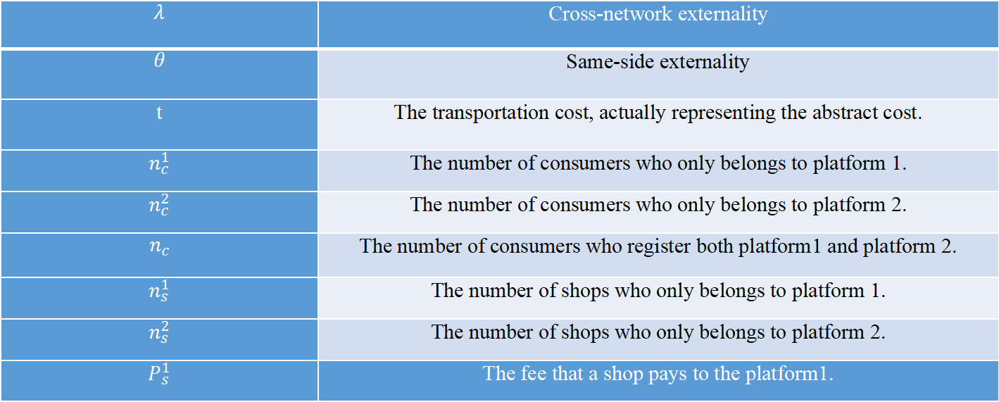 λ Cross-network externality
θ Same-side externality
t The transportation cost, actually representing the abstract cost.
n_c^1 The number of consumers who only belongs to platform 1.
n_c^2 The number of consumers who only belongs to platform 2.
n_c The number of consumers who register both platform1 and platform 2.
n_s^1 The number of shops who only belongs to platform 1.
n_s^2 The number of shops who only belongs to platform 2.
P_s^1 The fee that a shop pays to the platform1.